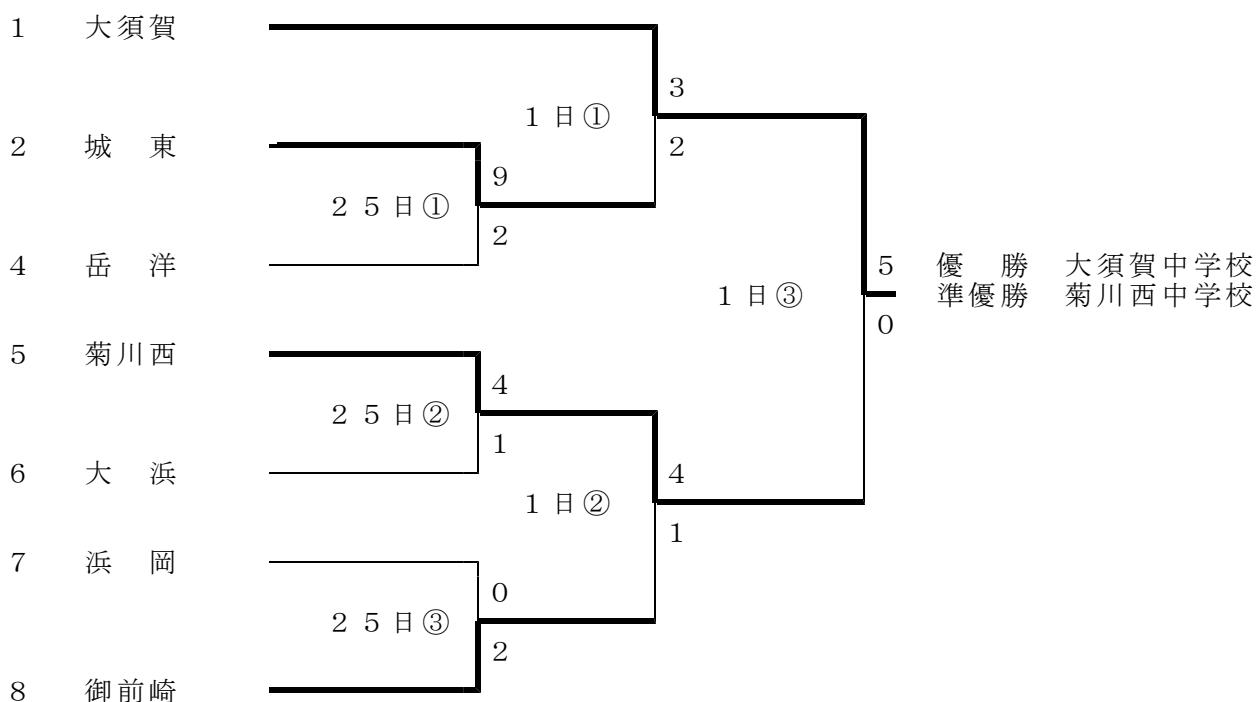 1 大須賀
3
1日①
2 城 東
2
9
25日①
2
4 岳 洋
5 優 勝 大須賀中学校
1日③
準優勝 菊川西中学校
0
5 菊川西
4
25日②
1
6 大 浜
4
1日②
1
7 浜 岡
0
25日③
2
8 御前崎